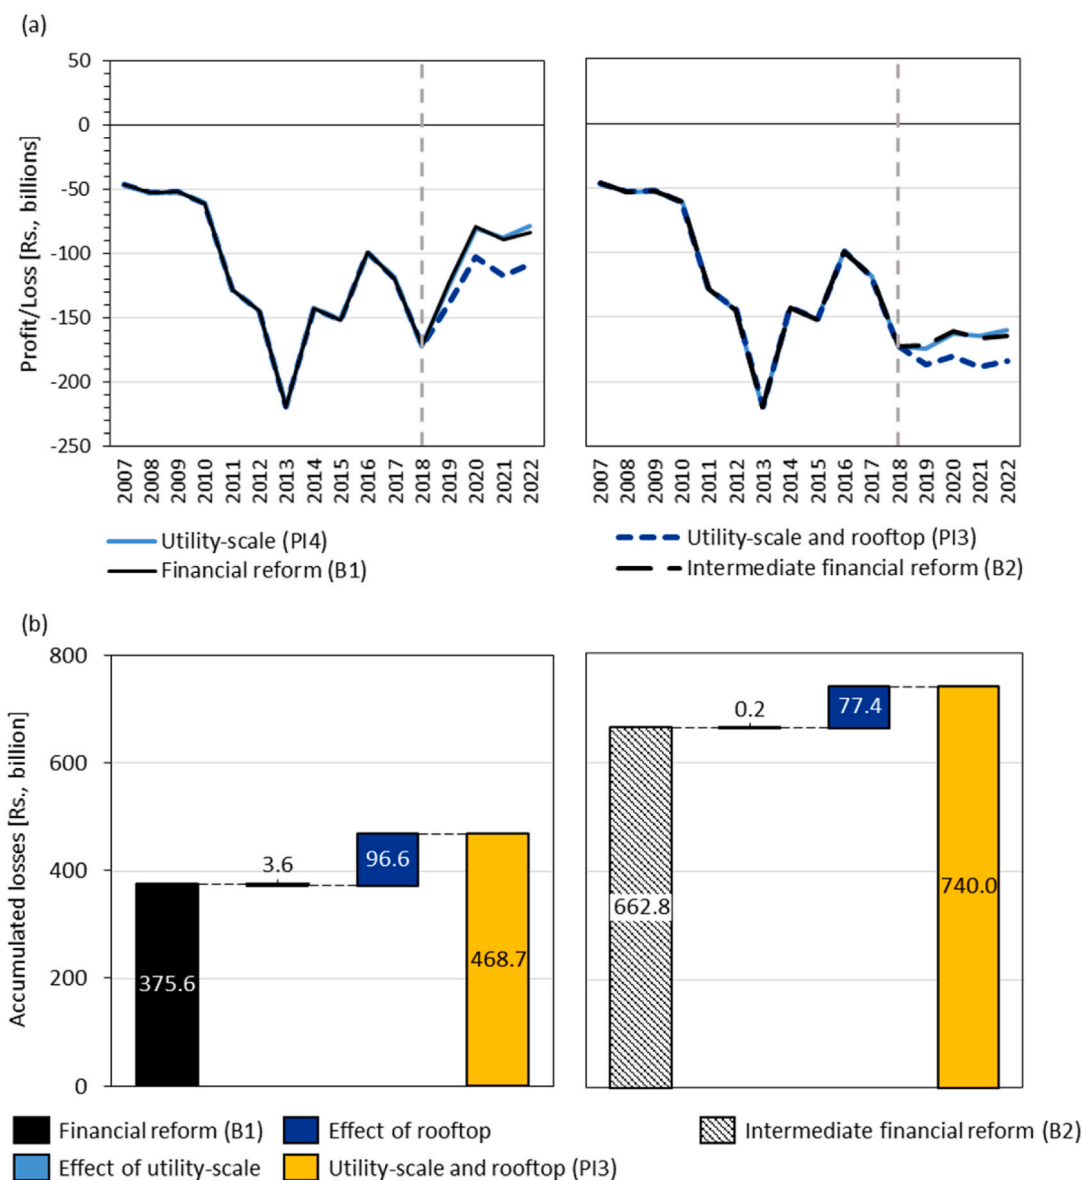 (a)
Profit/Loss [Rs., billions]
50
0
-50
-100
-150
-200
-250
2007 2008 2009 2010 2011 2012 2013 2014 2015 2016 2017 2018 2019 2020 2021 2022
2007 2008 2009 2010 2011 2012 2013 2014 2015 2016 2017 2018 2019 2020 2021 2022
Utility-scale (PI4)
Utility-scale and rooftop (PI3)
Financial reform (B1)
Intermediate financial reform (B2)
(b)
Accumulated losses [Rs., billion]
800
600
400
200
0
375.6
3.6
96.6
468.7
662.8
0.2
77.4
740.0
Financial reform (B1)
Effect of rooftop
Intermediate financial reform (B2)
Effect of utility-scale
Utility-scale and rooftop (PI3)